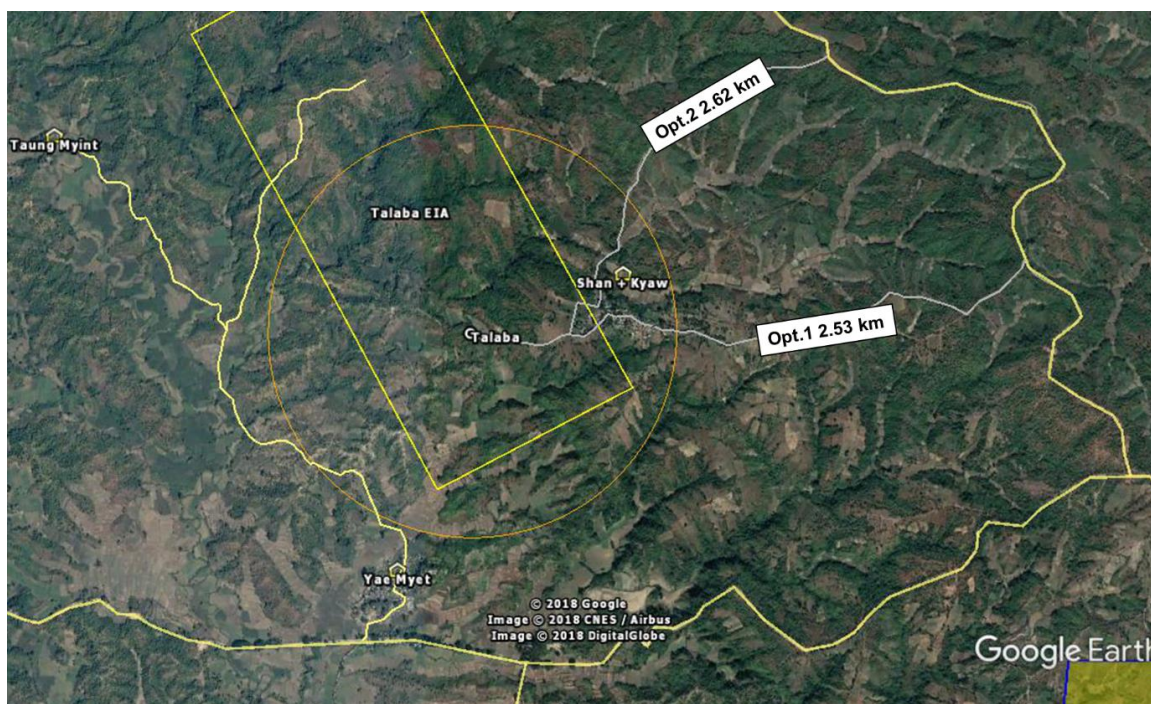 Opt.2 2.62 km
Taung Myint
Talaba EIA
Shan + Kyaw
Talaba
Opt.1 2.53 km
Yae Myet
© 2018 Google
Image © 2018 CNES / Airbus
Image © 2018 DigitalGlobe
Google Earth